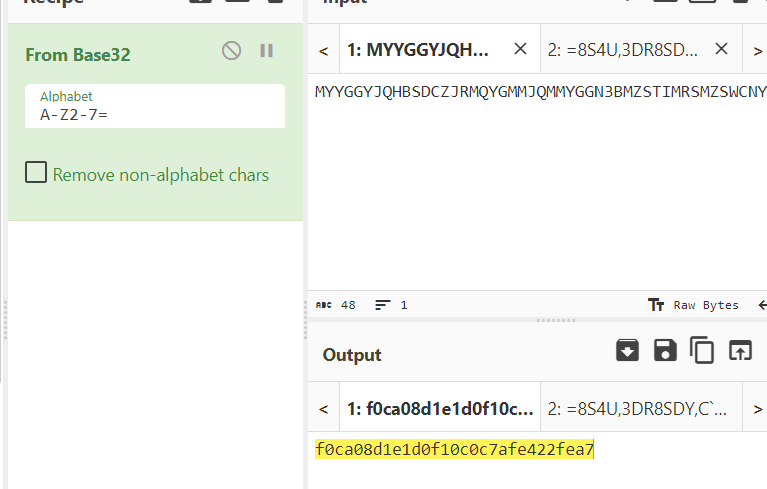 Recipe
Input
From Base32
< 1: MYYGGYJQH... × 2: =8S4U,3DR8SD... × >
Alphabet
A-Z2-7=
MYYGGYJQHBSDCZJRMQYGMMJQMMYGGN3BMZSTIMRSMZSWCNY
Remove non-alphabet chars
ABC 48 1 Tᴛ Raw Bytes
Output
< 1: f0ca08d1e1d0f10c... 2: =8S4U,3DR8SDY,C`... >
f0ca08d1e1d0f10c0c7afe422fea7